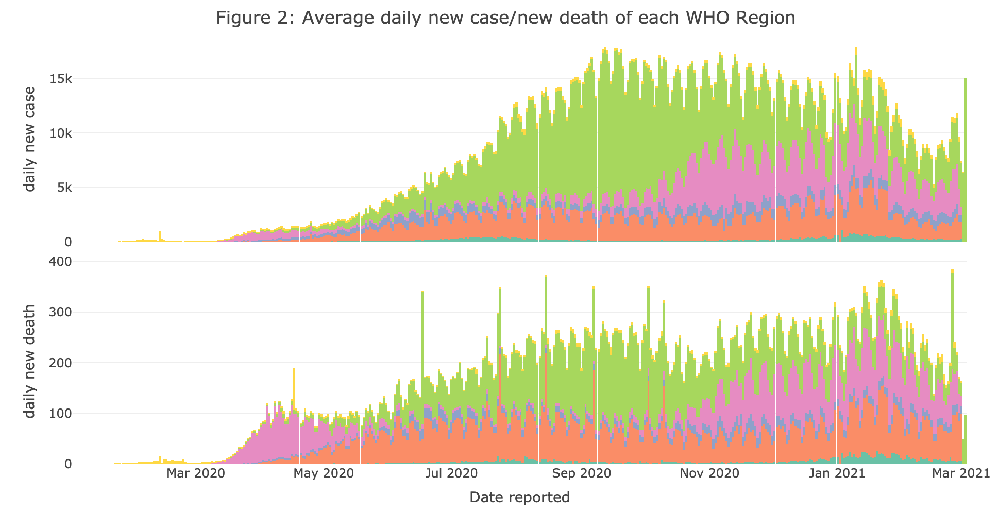 Figure 2: Average daily new case/new death of each WHO Region
daily new case
15k
10k
5k
0
daily new death
400
300
200
100
0
Mar 2020
May 2020
Jul 2020
Sep 2020
Nov 2020
Jan 2021
Mar 2021
Date reported